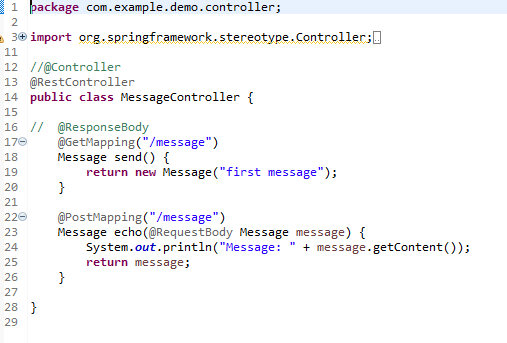 1 package com.example.demo.controller;
2
3 import org.springframework.stereotype.Controller;
11
12 //@Controller
13 @RestController
14 public class MessageController {
15
16 //  @ResponseBody
17     @GetMapping("/message")
18     Message send() {
19         return new Message("first message");
20     }
21
22     @PostMapping("/message")
23     Message echo(@RequestBody Message message) {
24         System.out.println("Message: " + message.getContent());
25         return message;
26     }
27
28 }
29